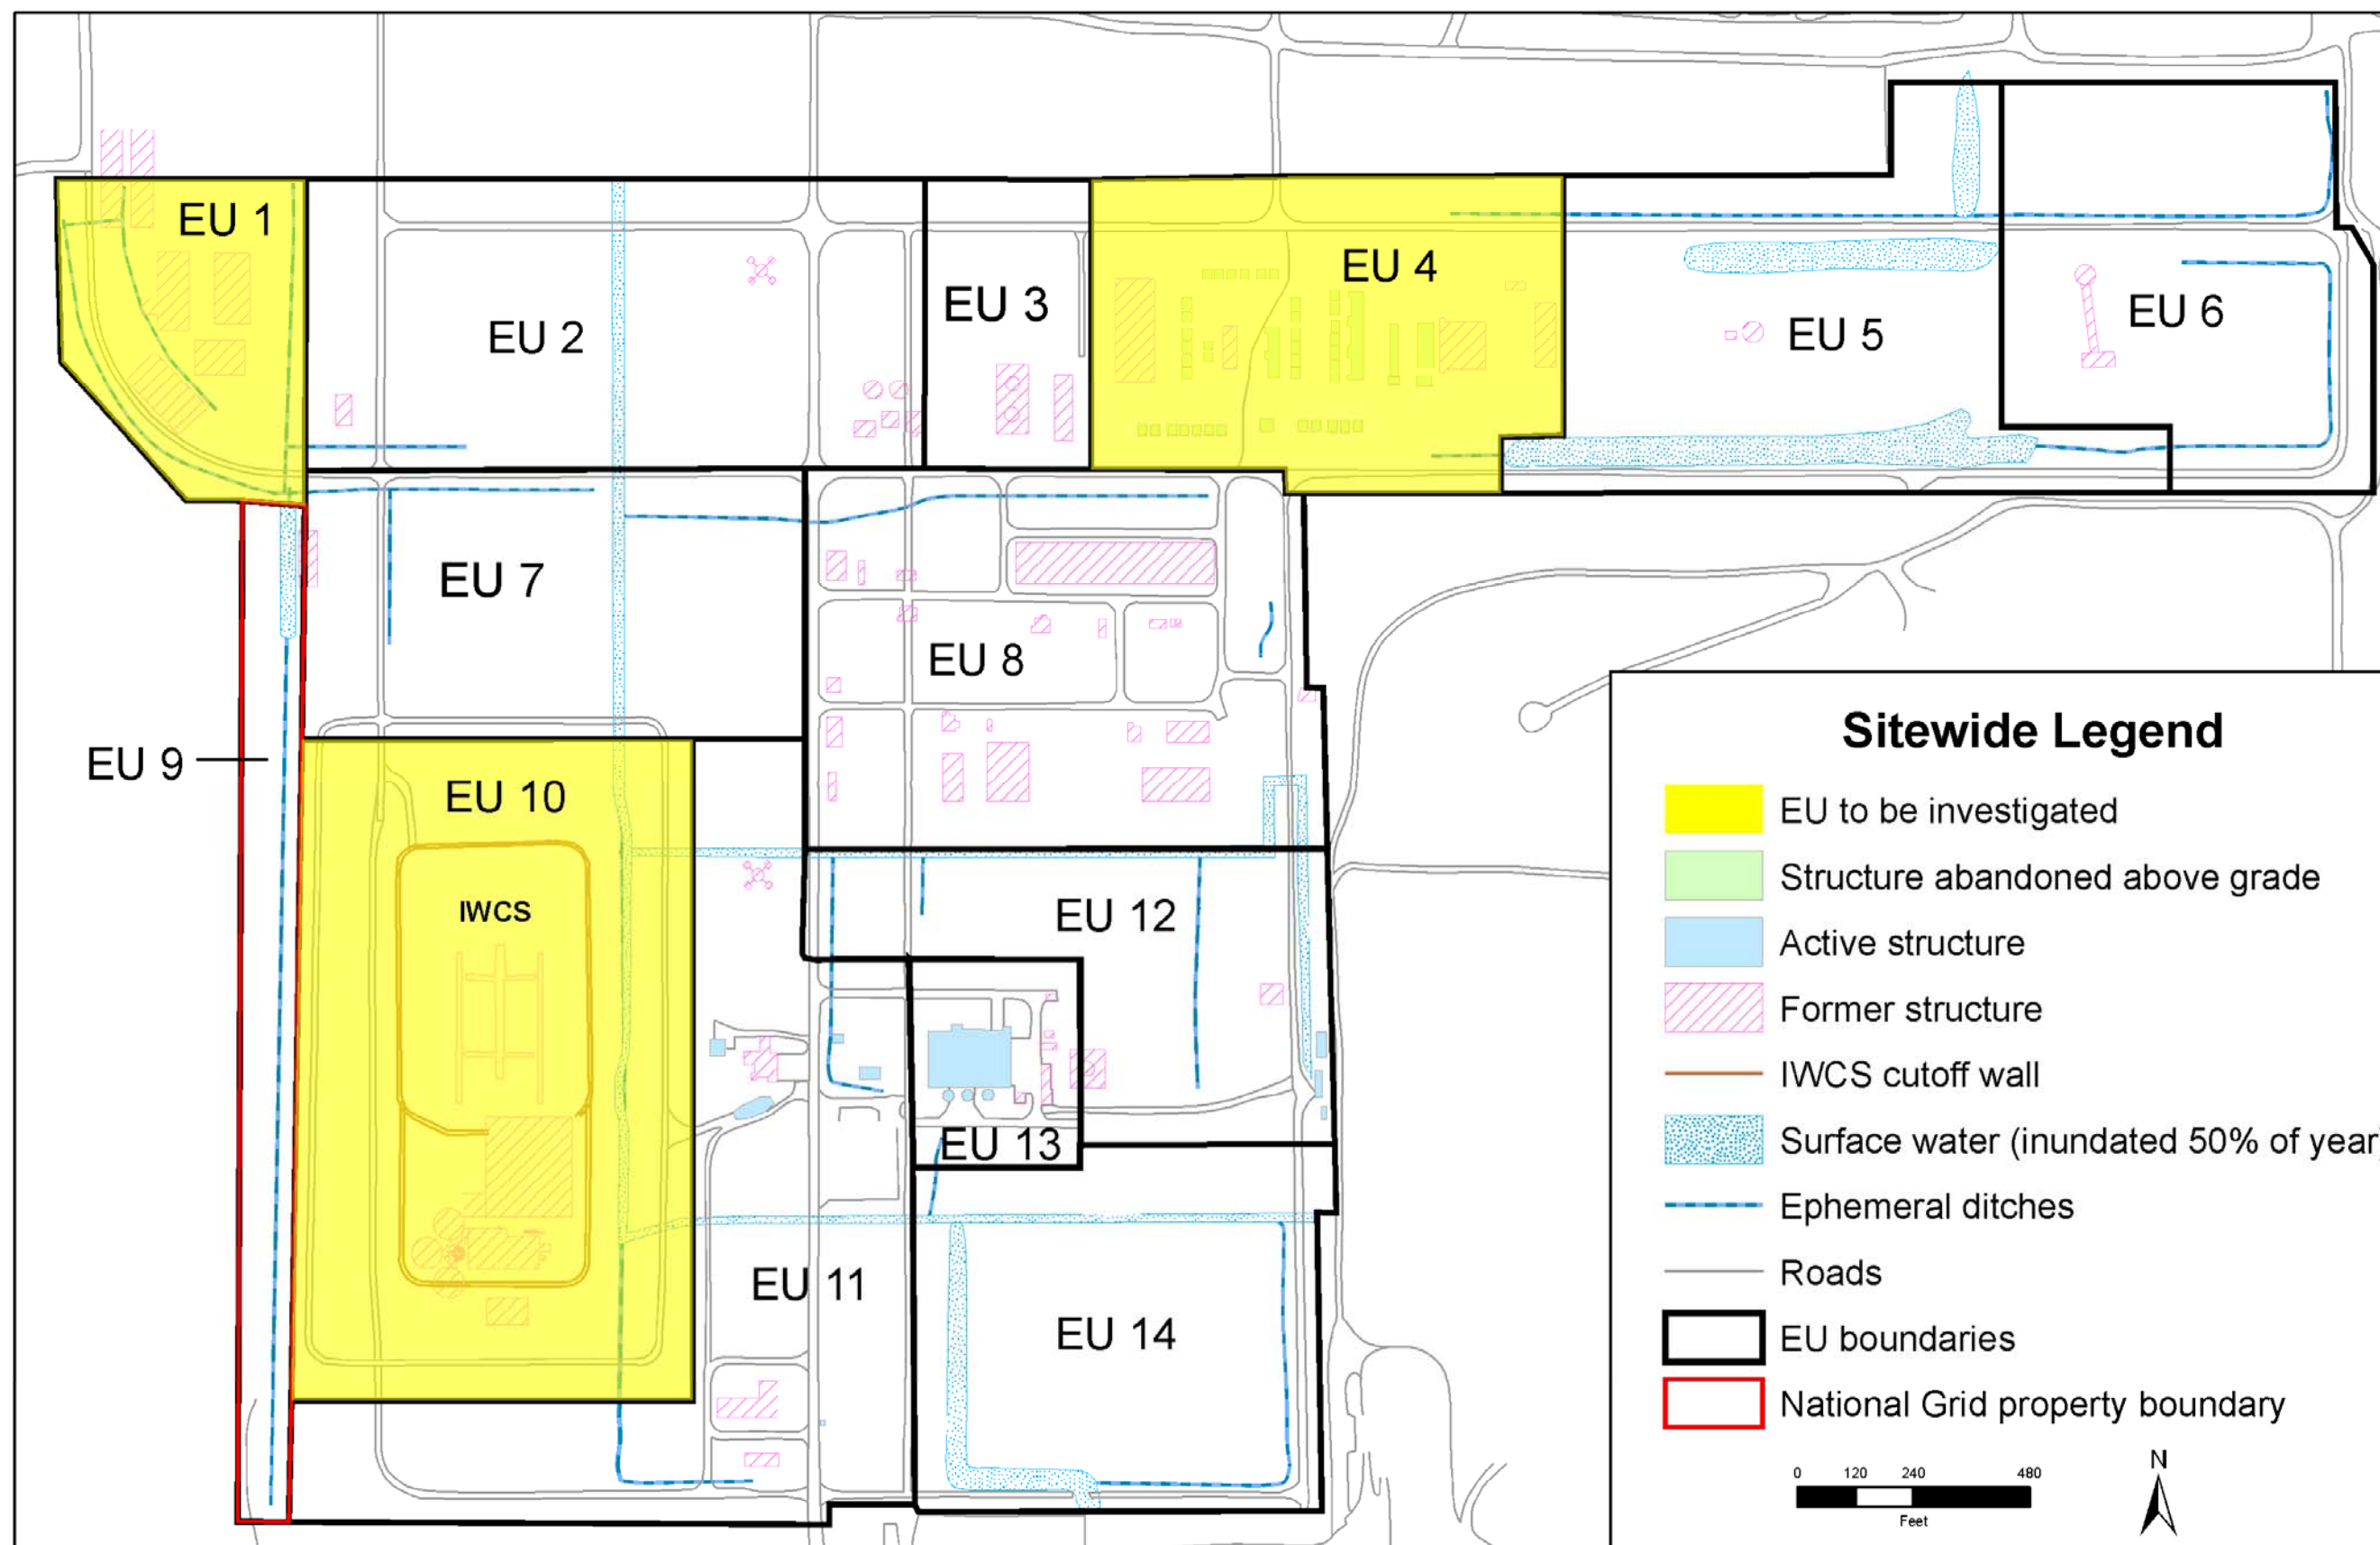 EU 1
EU 2
EU 3
EU 4
EU 5
EU 6
EU 7
EU 8
EU 9
EU 10
IWCS
EU 12
EU 13
EU 11
EU 14
Sitewide Legend
EU to be investigated
Structure abandoned above grade
Active structure
Former structure
IWCS cutoff wall
Surface water (inundated 50% of year
Ephemeral ditches
Roads
EU boundaries
National Grid property boundary
0 120 240 480
Feet
N